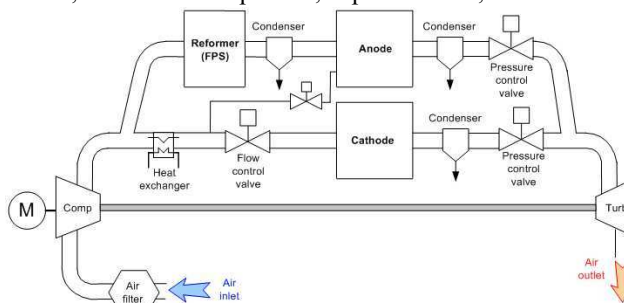 Reformer
(FPS)
Condenser
Anode
Condenser
Pressure
control
valve
Heat
exchanger
Flow
control
valve
Cathode
Condenser
Pressure
control
valve
M
Comp
Turb
Air
filter
Air
inlet
Air
outlet